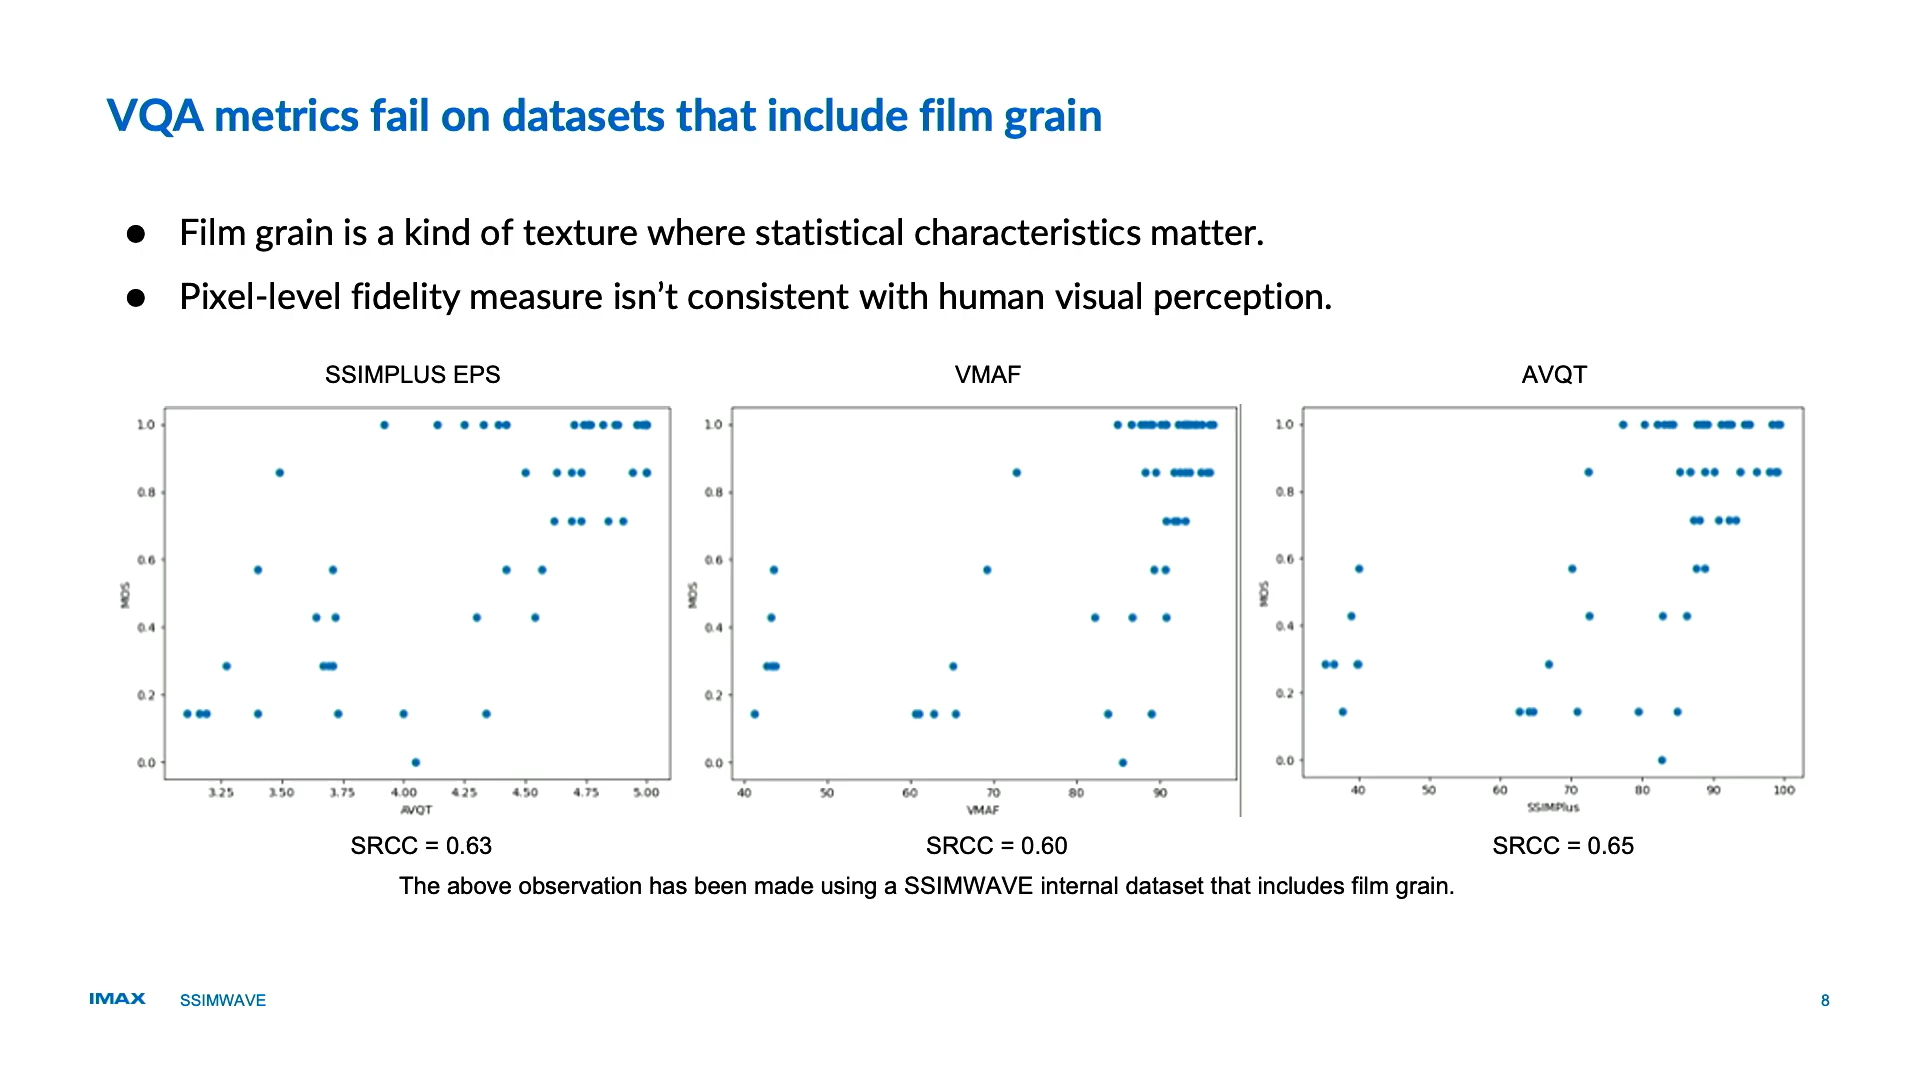 VQA metrics fail on datasets that include film grain
● Film grain is a kind of texture where statistical characteristics matter.
● Pixel-level fidelity measure isn’t consistent with human visual perception.
SSIMPLUS EPS
1.0
0.8
0.6
0.4
0.2
0.0
MOS
3.25 3.50 3.75 4.00 4.25 4.50 4.75 5.00
AVQT
SRCC = 0.63
VMAF
1.0
0.8
0.6
0.4
0.2
0.0
MOS
40 50 60 70 80 90
VMAF
SRCC = 0.60
AVQT
1.0
0.8
0.6
0.4
0.2
0.0
MOS
40 50 60 70 80 90 100
SSIMPlus
SRCC = 0.65
The above observation has been made using a SSIMWAVE internal dataset that includes film grain.
IMAX SSIMWAVE
8